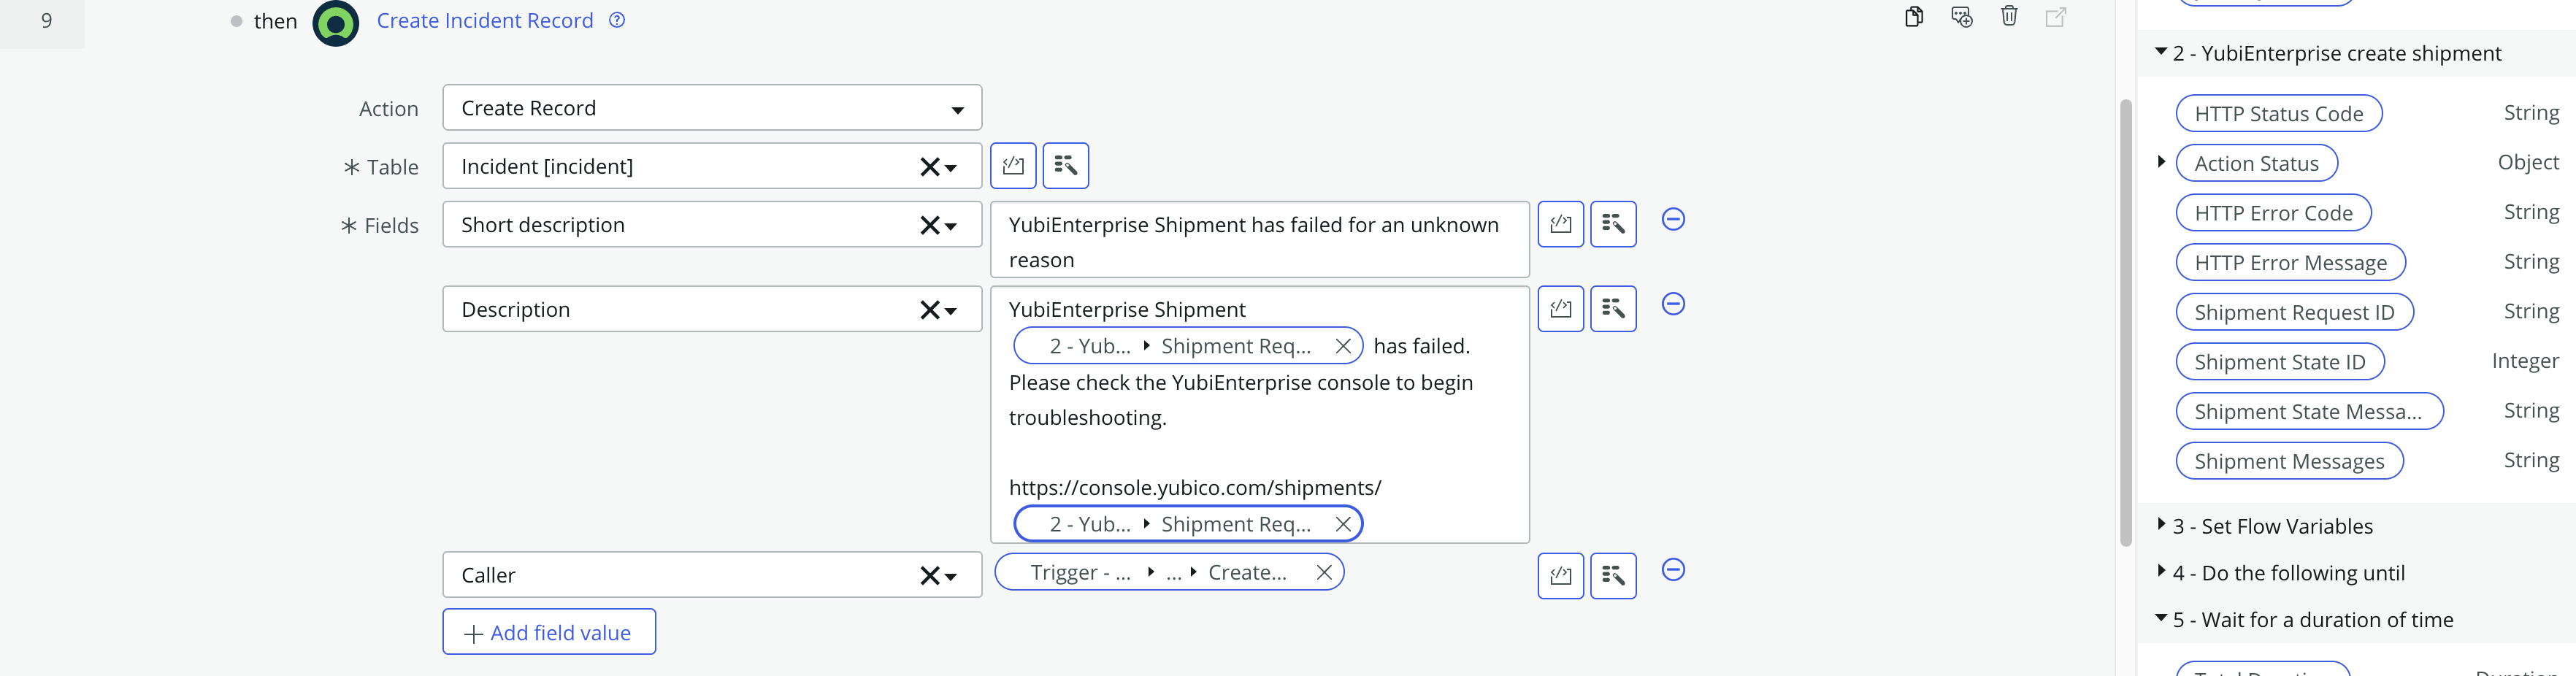 9
then Create Incident Record
Action
Create Record
* Table
Incident [incident]
* Fields
Short description
YubiEnterprise Shipment has failed for an unknown
reason
Description
YubiEnterprise Shipment
2 - Yub... ▸ Shipment Req... has failed.
Please check the YubiEnterprise console to begin
troubleshooting.
https://console.yubico.com/shipments/
2 - Yub... ▸ Shipment Req...
Caller
Trigger - ... ▸ ... ▸ Create...
+ Add field value
2 - YubiEnterprise create shipment
HTTP Status Code String
Action Status Object
HTTP Error Code String
HTTP Error Message String
Shipment Request ID String
Shipment State ID Integer
Shipment State Messa... String
Shipment Messages String
3 - Set Flow Variables
4 - Do the following until
5 - Wait for a duration of time